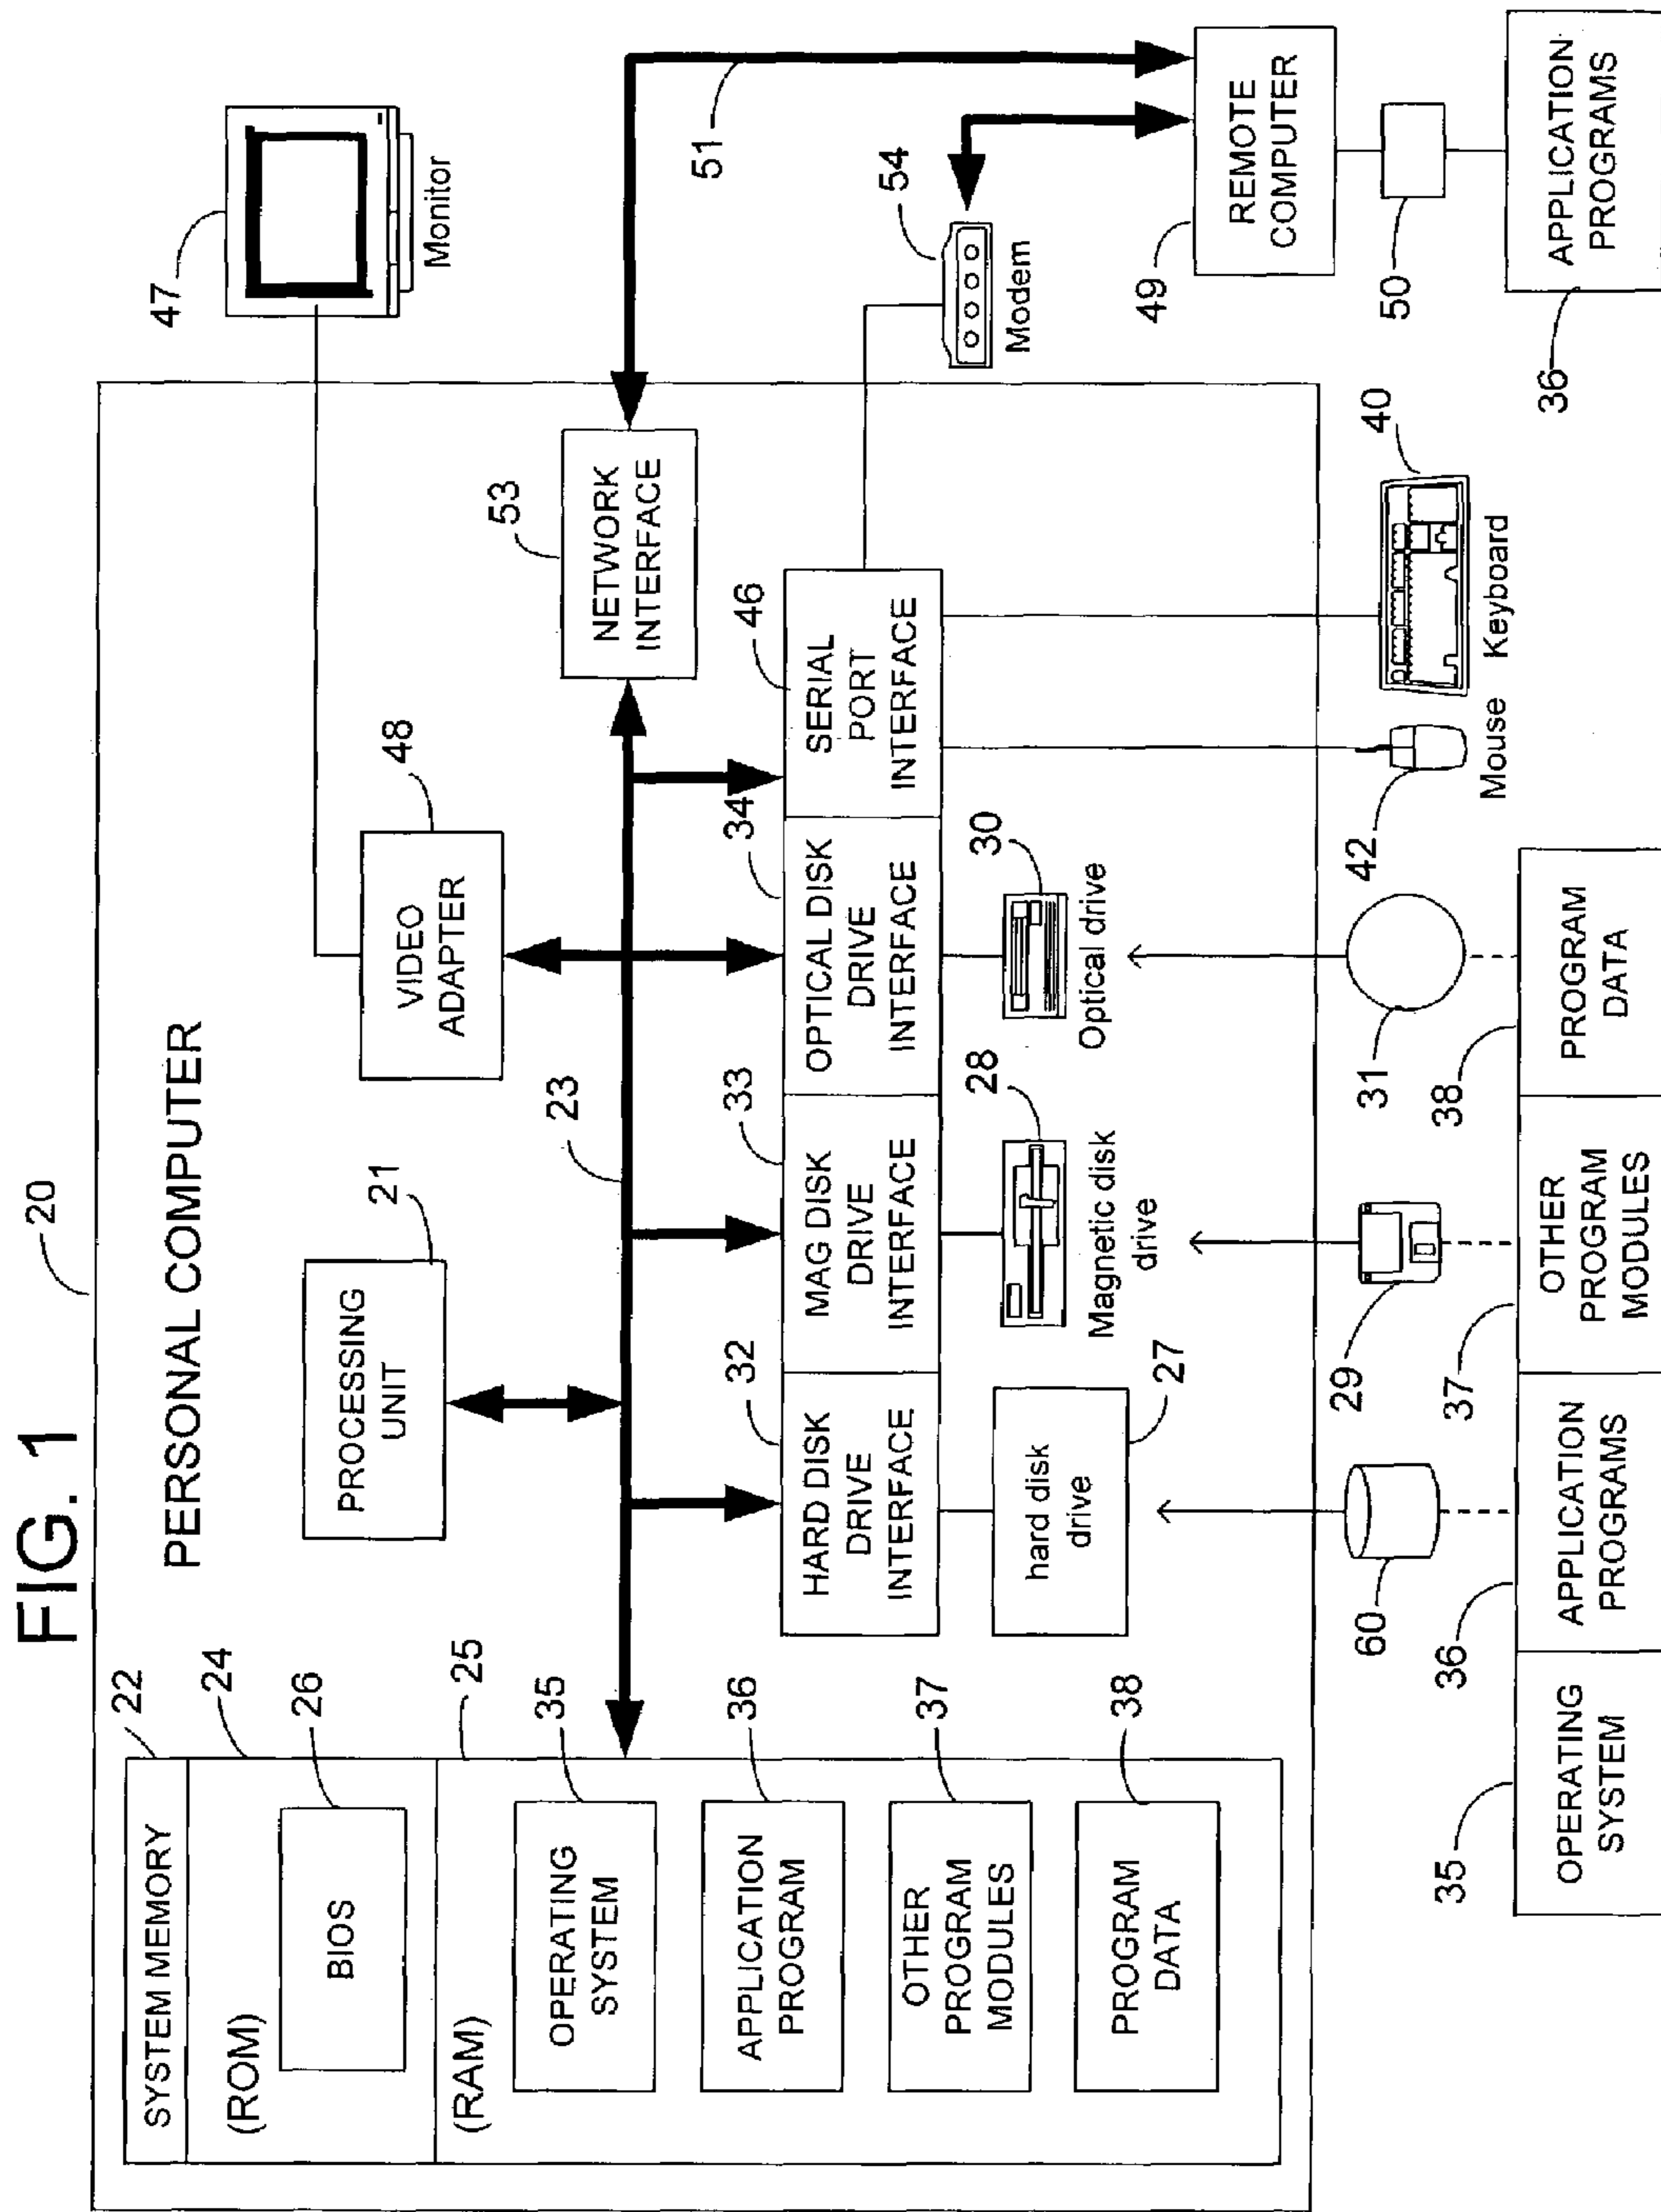 FIG. 1
20
PERSONAL COMPUTER
22
SYSTEM MEMORY
24
(ROM)
26
BIOS
25
(RAM)
35
OPERATING
SYSTEM
36
APPLICATION
PROGRAM
37
OTHER
PROGRAM
MODULES
38
PROGRAM
DATA
21
PROCESSING
UNIT
23
48
VIDEO
ADAPTER
47
Monitor
53
NETWORK
INTERFACE
32
HARD DISK
DRIVE
INTERFACE
33
MAG DISK
DRIVE
INTERFACE
34
OPTICAL DISK
DRIVE
INTERFACE
46
SERIAL
PORT
INTERFACE
27
hard disk
drive
28
Magnetic disk
drive
30
Optical drive
51
54
Modem
49
REMOTE
COMPUTER
50
36
APPLICATION
PROGRAMS
60
29
31
42
Mouse
40
Keyboard
35
OPERATING
SYSTEM
36
APPLICATION
PROGRAMS
37
OTHER
PROGRAM
MODULES
38
PROGRAM
DATA